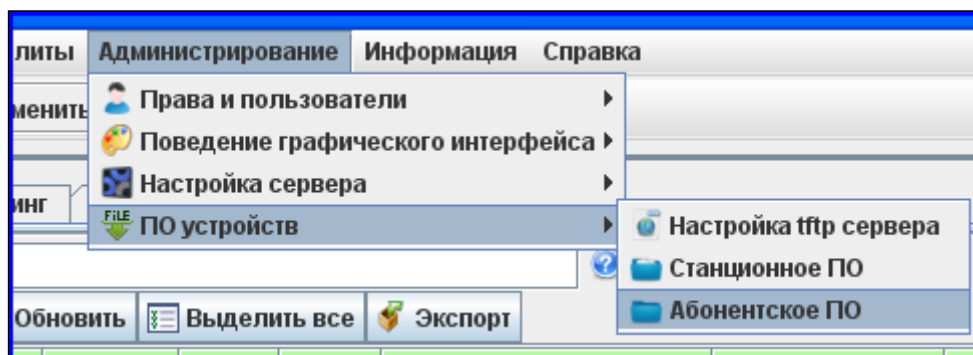 литы Администрирование Информация Справка
менить
Права и пользователи
Поведение графического интерфейса
Настройка сервера
инг
FiLE ПО устройств
Настройка tftp сервера
Станционное ПО
Абонентское ПО
Обновить Выделить все Экспорт